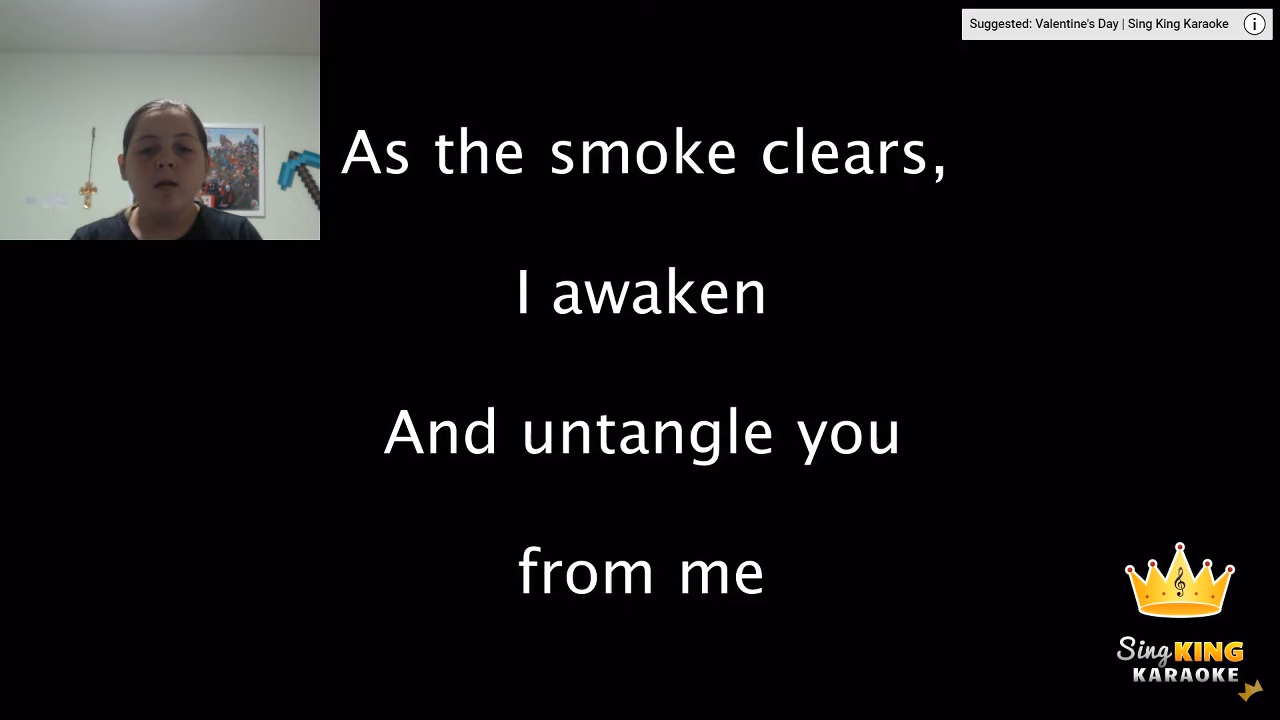 Suggested: Valentine's Day | Sing King Karaoke
As the smoke clears,
I awaken
And untangle you
from me
Sing KING
KARAOKE